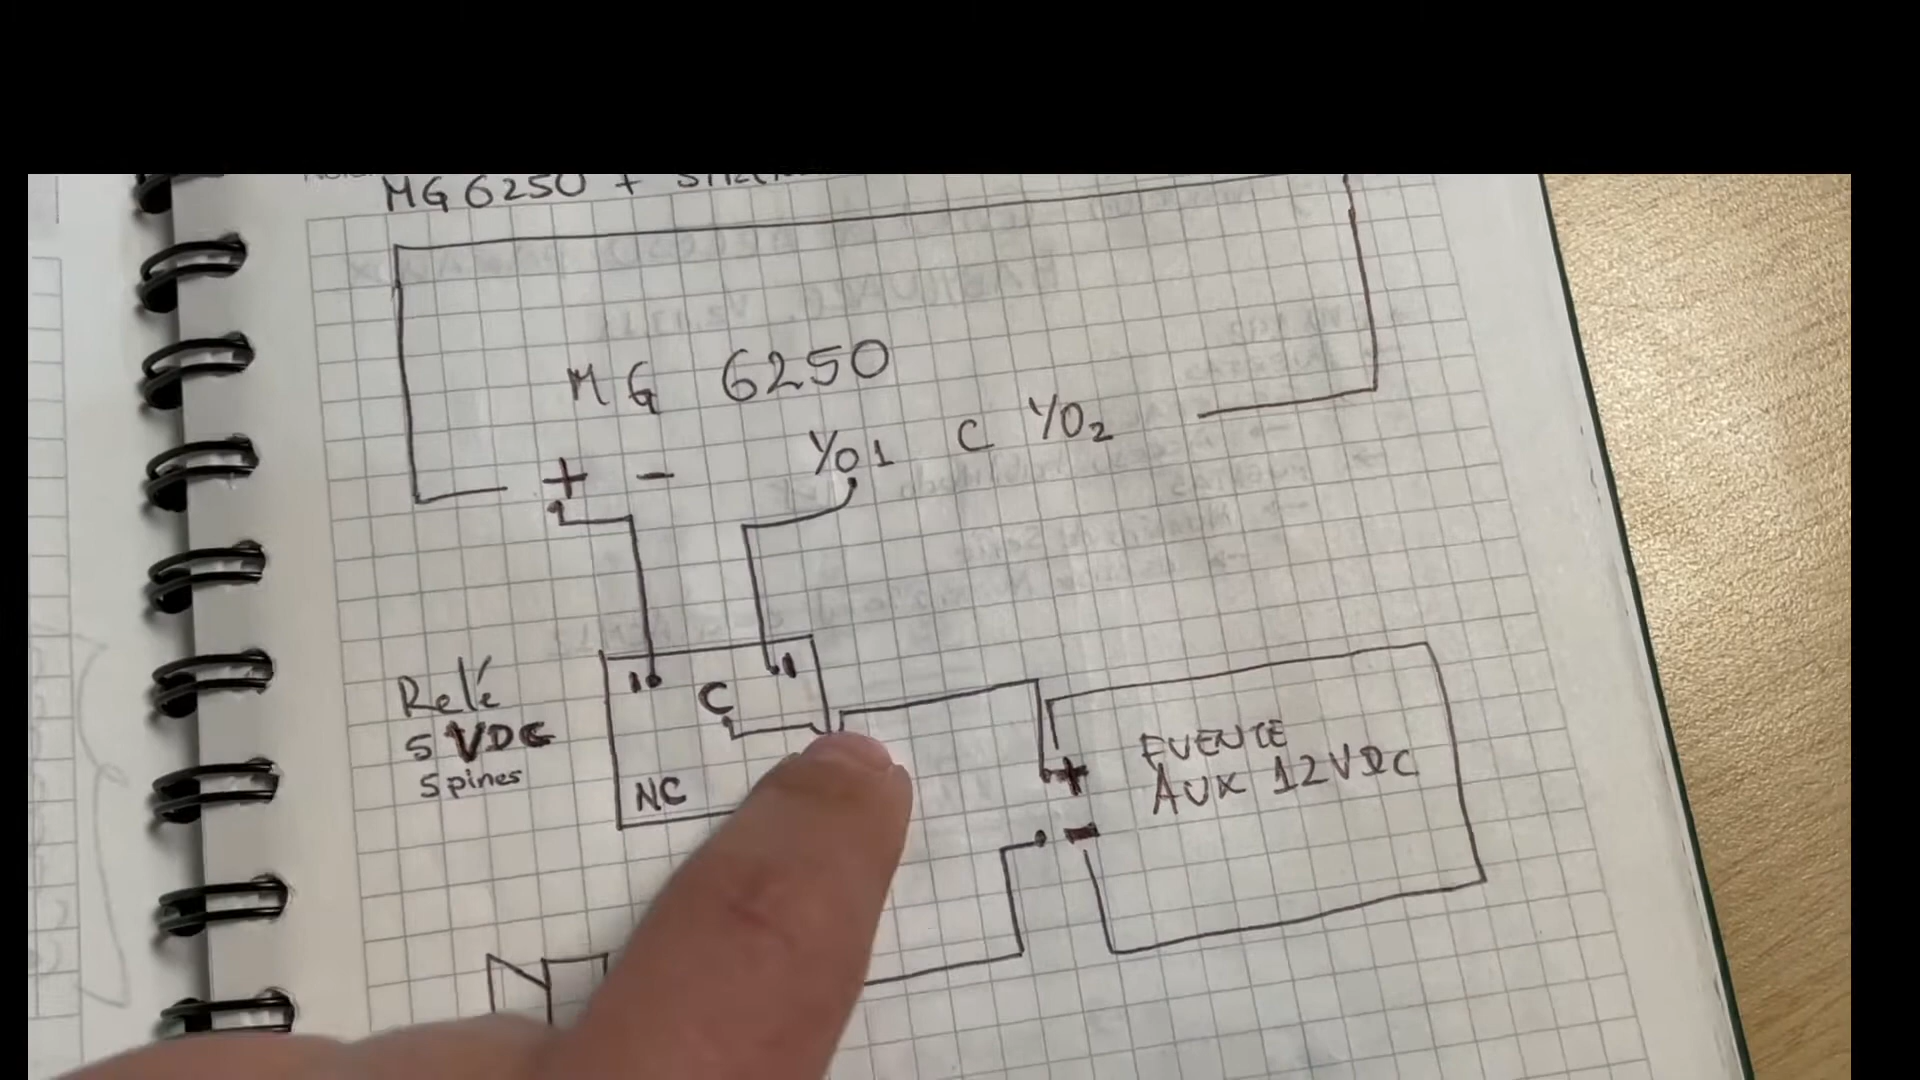 MG 6250 +
MG 6250
+ - I/O1 C I/O2
Relé
5 VDC
5 pines
C
NC
+
-
FUENTE
AUX 12VDC